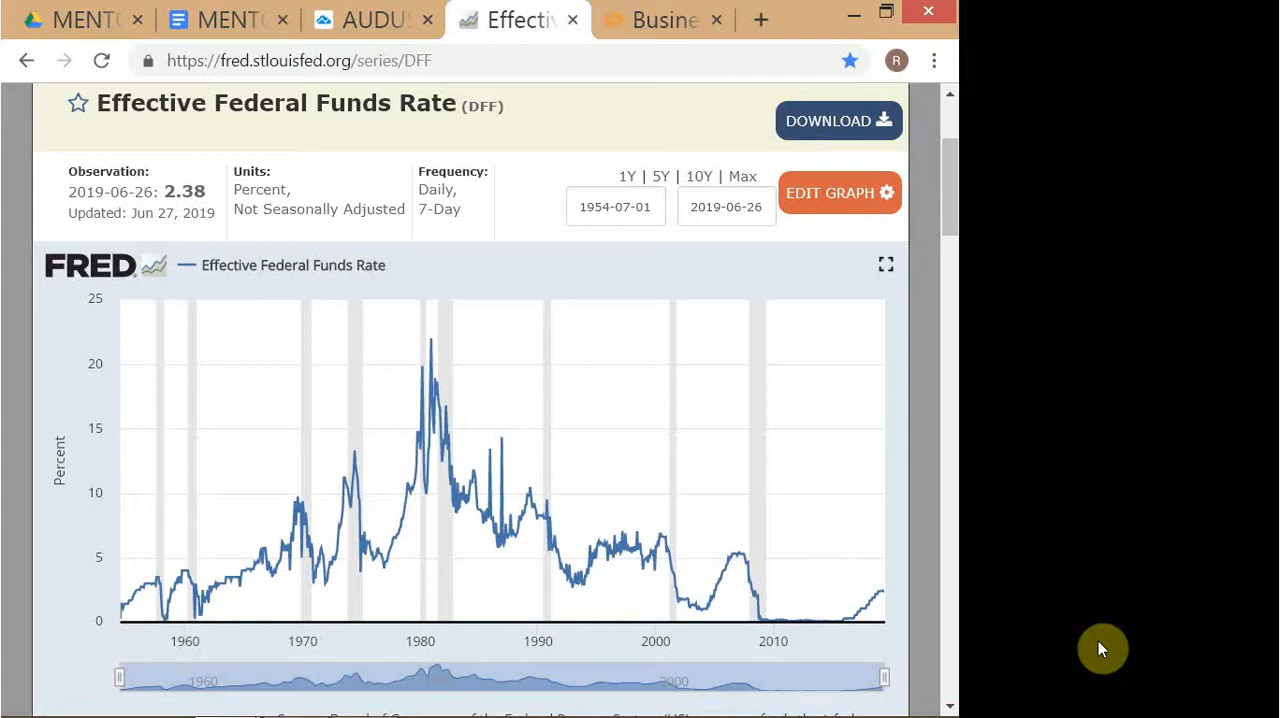 MENTO
MENTO
AUDUS
Effectiv
Busine
https://fred.stlouisfed.org/series/DFF
R
Effective Federal Funds Rate (DFF)
DOWNLOAD
Observation:
2019-06-26: 2.38
Updated: Jun 27, 2019
Units:
Percent,
Not Seasonally Adjusted
Frequency:
Daily,
7-Day
1Y | 5Y | 10Y | Max
1954-07-01
2019-06-26
EDIT GRAPH
FRED
Effective Federal Funds Rate
25
20
15
10
5
0
Percent
1960
1970
1980
1990
2000
2010
1960
2000